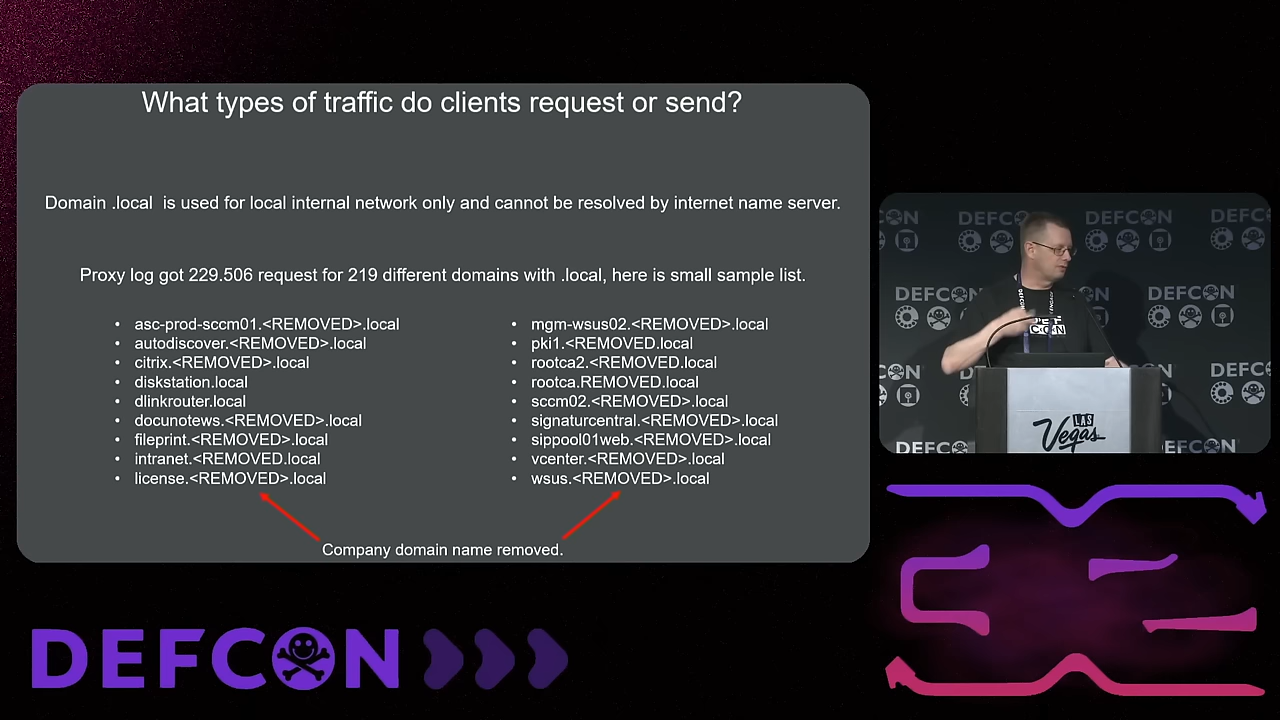 What types of traffic do clients request or send?
Domain .local  is used for local internal network only and cannot be resolved by internet name server.
Proxy log got 229.506 request for 219 different domains with .local, here is small sample list.
• asc-prod-sccm01.<REMOVED>.local
• autodiscover.<REMOVED>.local
• citrix.<REMOVED>.local
• diskstation.local
• dlinkrouter.local
• docunotews.<REMOVED>.local
• fileprint.<REMOVED>.local
• intranet.<REMOVED.local
• license.<REMOVED>.local
• mgm-wsus02.<REMOVED>.local
• pki1.<REMOVED.local
• rootca2.<REMOVED.local
• rootca.REMOVED.local
• sccm02.<REMOVED>.local
• signaturcentral.<REMOVED>.local
• sippool01web.<REMOVED>.local
• vcenter.<REMOVED>.local
• wsus.<REMOVED>.local
Company domain name removed.
DEFCON
DEFCON
DEFCON
DEFCON
DEFCON
LAS
Vegas
DEFCON